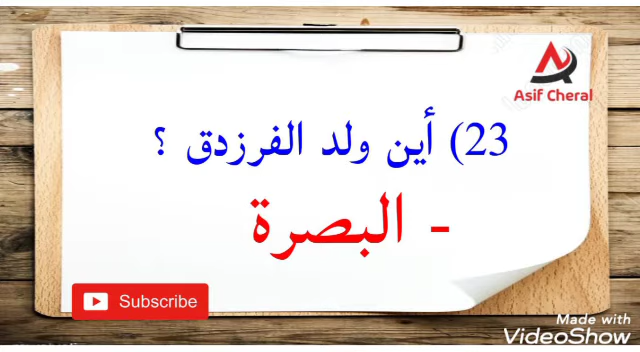 Asif Cheral
23) أين ولد الفرزدق ؟
- البصرة
Subscribe
Made with
VideoShow